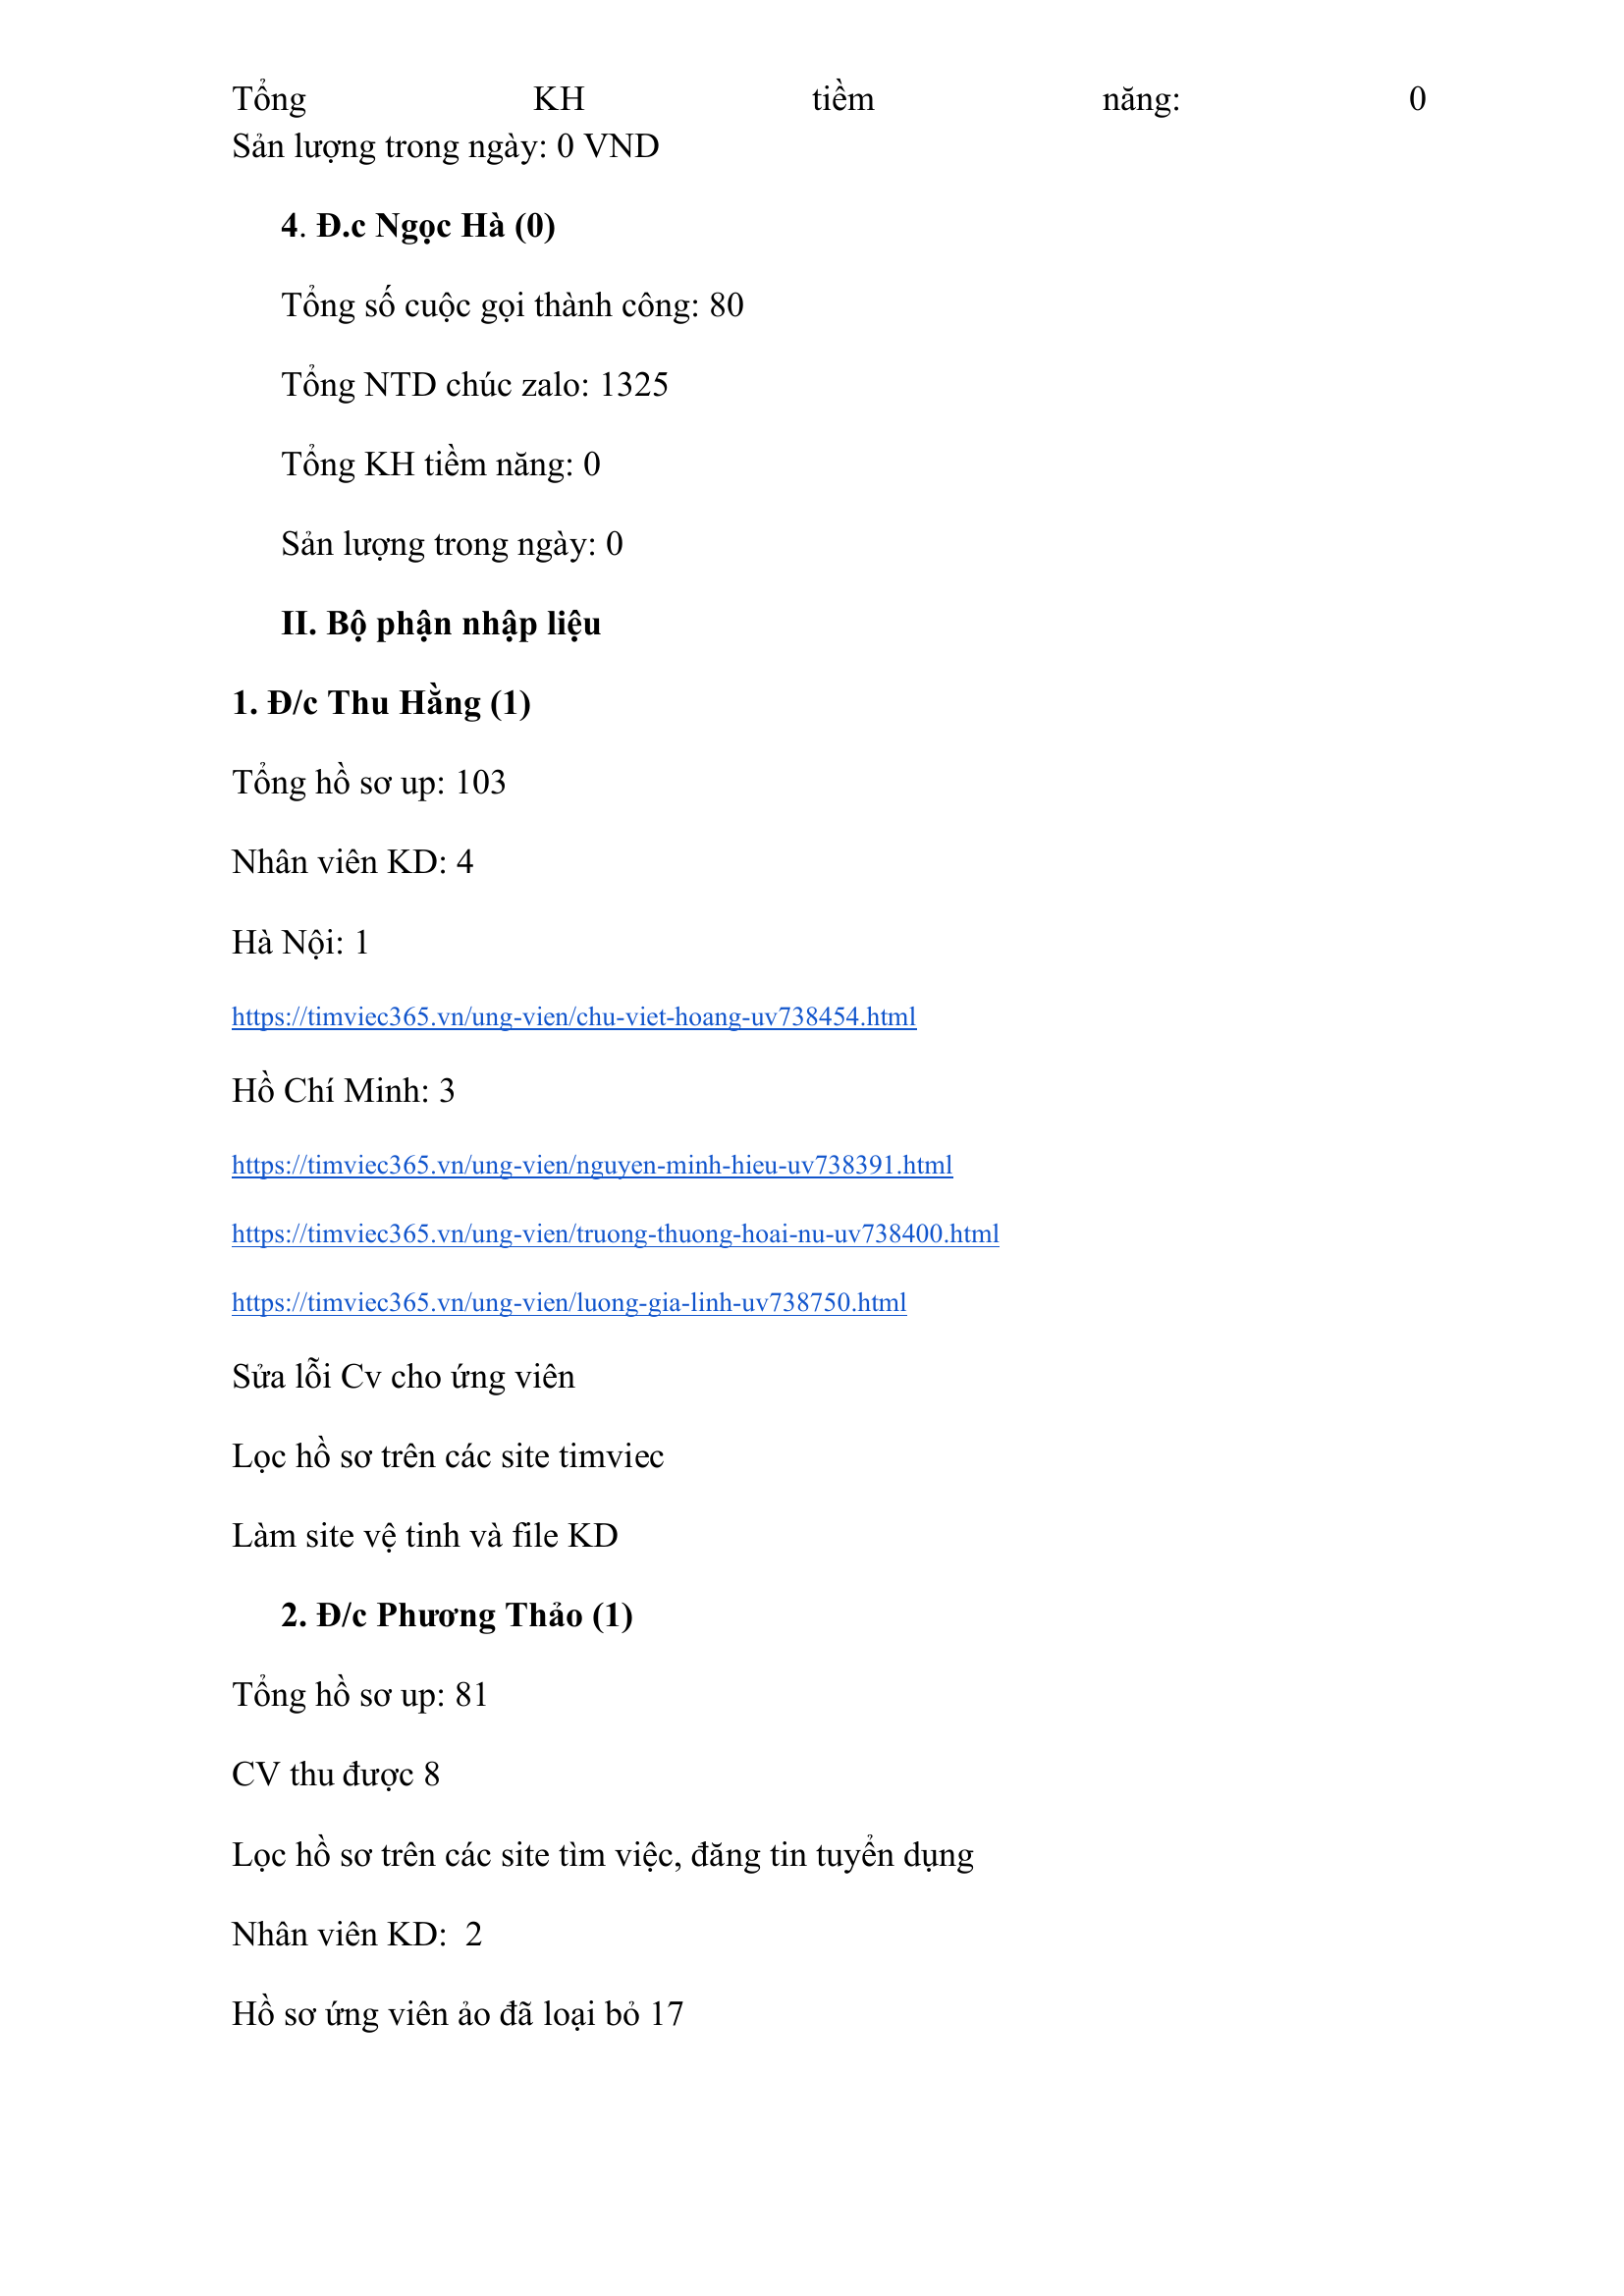 Tổng KH tiềm năng: 0
Sản lượng trong ngày: 0 VND
4. Đ.c Ngọc Hà (0)
Tổng số cuộc gọi thành công: 80
Tổng NTD chúc zalo: 1325
Tổng KH tiềm năng: 0
Sản lượng trong ngày: 0
II. Bộ phận nhập liệu
1. Đ/c Thu Hằng (1)
Tổng hồ sơ up: 103
Nhân viên KD: 4
Hà Nội: 1
https://timviec365.vn/ung-vien/chu-viet-hoang-uv738454.html
Hồ Chí Minh: 3
https://timviec365.vn/ung-vien/nguyen-minh-hieu-uv738391.html
https://timviec365.vn/ung-vien/truong-thuong-hoai-nu-uv738400.html
https://timviec365.vn/ung-vien/luong-gia-linh-uv738750.html
Sửa lỗi Cv cho ứng viên
Lọc hồ sơ trên các site timviec
Làm site vệ tinh và file KD
2. Đ/c Phương Thảo (1)
Tổng hồ sơ up: 81
CV thu được 8
Lọc hồ sơ trên các site tìm việc, đăng tin tuyển dụng
Nhân viên KD:  2
Hồ sơ ứng viên ảo đã loại bỏ 17